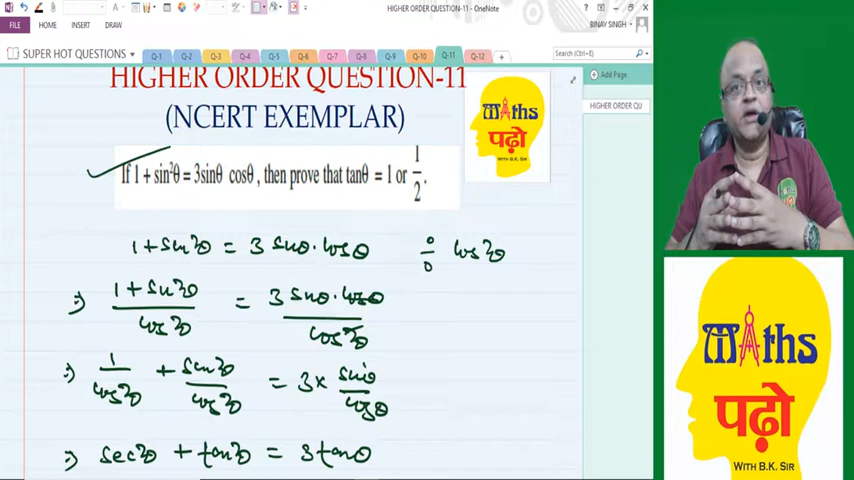 HIGHER ORDER QUESTION-11 - OneNote
FILE HOME INSERT DRAW
BINAY SINGH
SUPER HOT QUESTIONS Q-1 Q-2 Q-3 Q-4 Q-5 Q-6 Q-7 Q-8 Q-9 Q-10 Q-11 Q-12 +
Search (Ctrl+E)
Add Page
HIGHER ORDER QU
HIGHER ORDER QUESTION-11
(NCERT EXEMPLAR)
Maths
पढ़ो
BY B.K. SIR
If 1 + sin²θ = 3sinθ cosθ, then prove that tanθ = 1 or 1/2.
1 + sin²θ = 3 sinθ · cosθ ÷ cos²θ
⇒ (1 + sin²θ)/cos²θ = (3 sinθ · cosθ)/cos²θ
⇒ 1/cos²θ + sin²θ/cos²θ = 3 × sinθ/cosθ
⇒ sec²θ + tan²θ = 3 tanθ
Maths
पढ़ो
WITH B.K. SIR